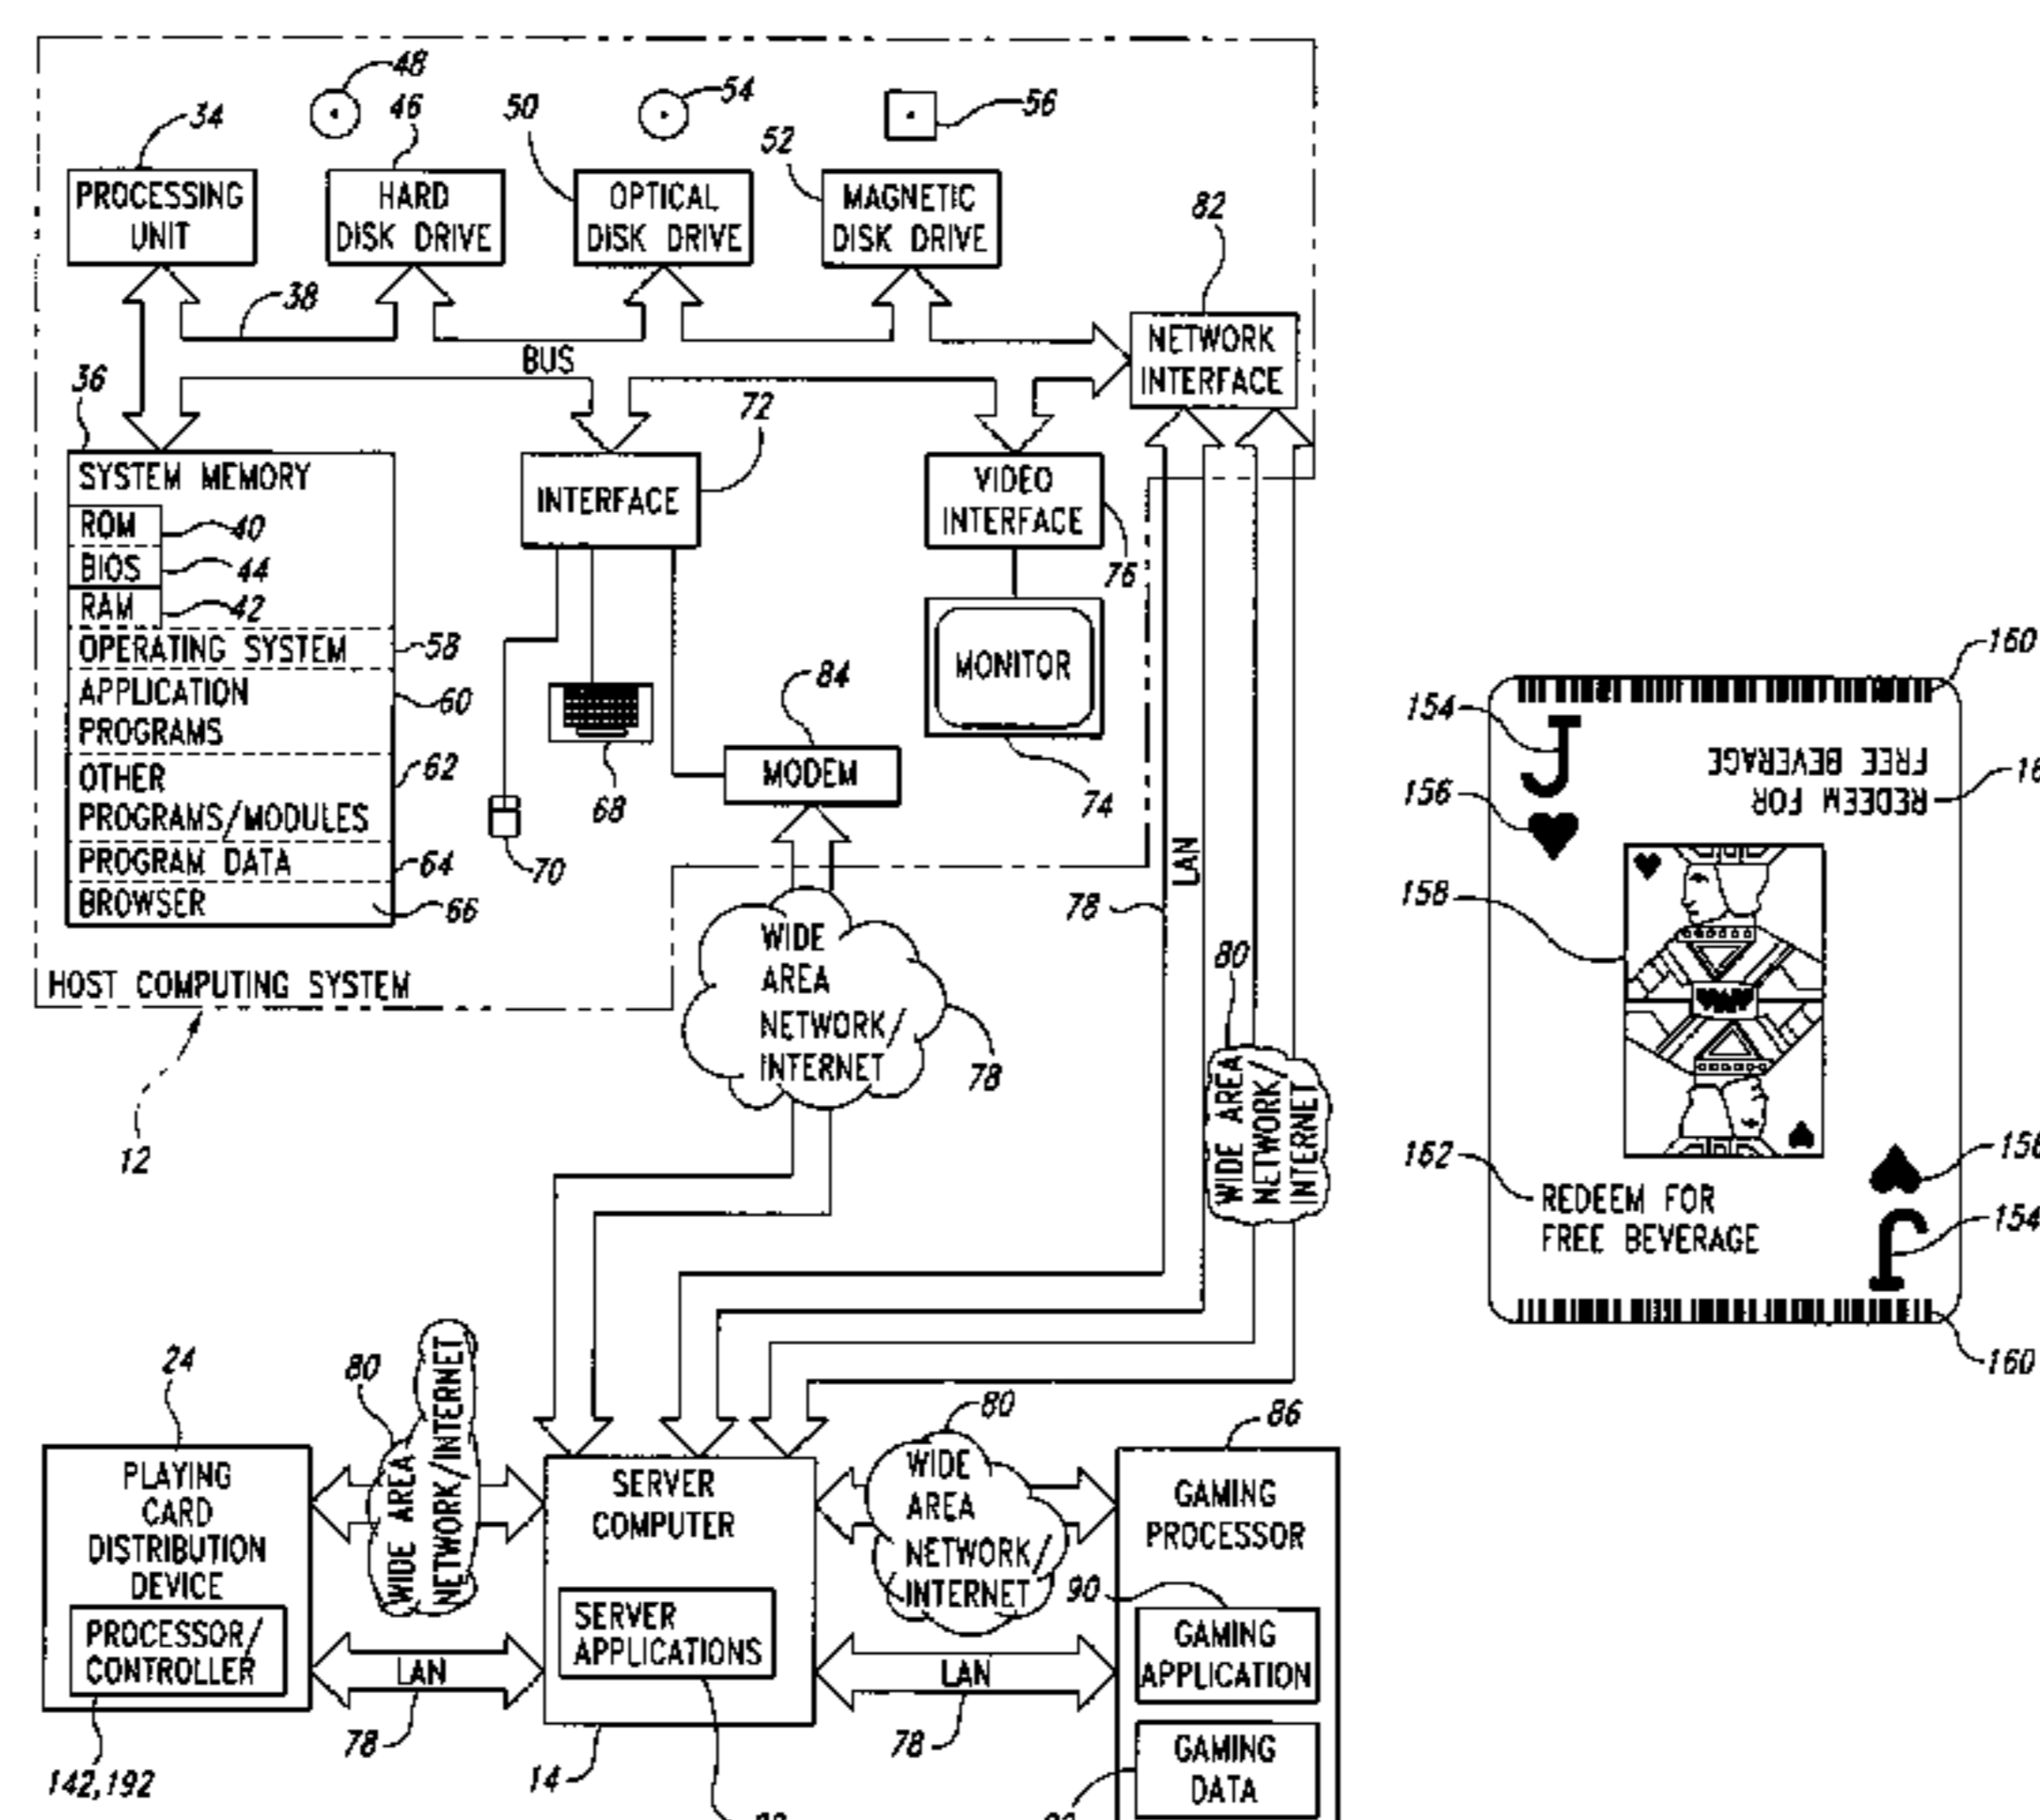 48
34
46
50
54
56
52
PROCESSING
UNIT
HARD
DISK DRIVE
OPTICAL
DISK DRIVE
MAGNETIC
DISK DRIVE
82
38
BUS
NETWORK
INTERFACE
36
72
SYSTEM MEMORY
ROM
40
BIOS
44
RAM
42
OPERATING SYSTEM
58
APPLICATION
PROGRAMS
60
OTHER
PROGRAMS/MODULES
62
PROGRAM DATA
64
BROWSER
66
INTERFACE
VIDEO
INTERFACE
76
MONITOR
74
84
MODEM
68
70
LAN
78
HOST COMPUTING SYSTEM
12
WIDE
AREA
NETWORK/
INTERNET
78
80
WIDE AREA
NETWORK/
INTERNET
160
154
J
REDEEM FOR
FREE BEVERAGE
156
158
162
REDEEM FOR
FREE BEVERAGE
J
154
160
24
80
WIDE AREA
NETWORK/INTERNET
80
86
PLAYING
CARD
DISTRIBUTION
DEVICE
PROCESSOR/
CONTROLLER
142,192
LAN
78
SERVER
COMPUTER
SERVER
APPLICATIONS
14
WIDE
AREA
NETWORK/
INTERNET
LAN
78
GAMING
PROCESSOR
90
GAMING
APPLICATION
GAMING
DATA